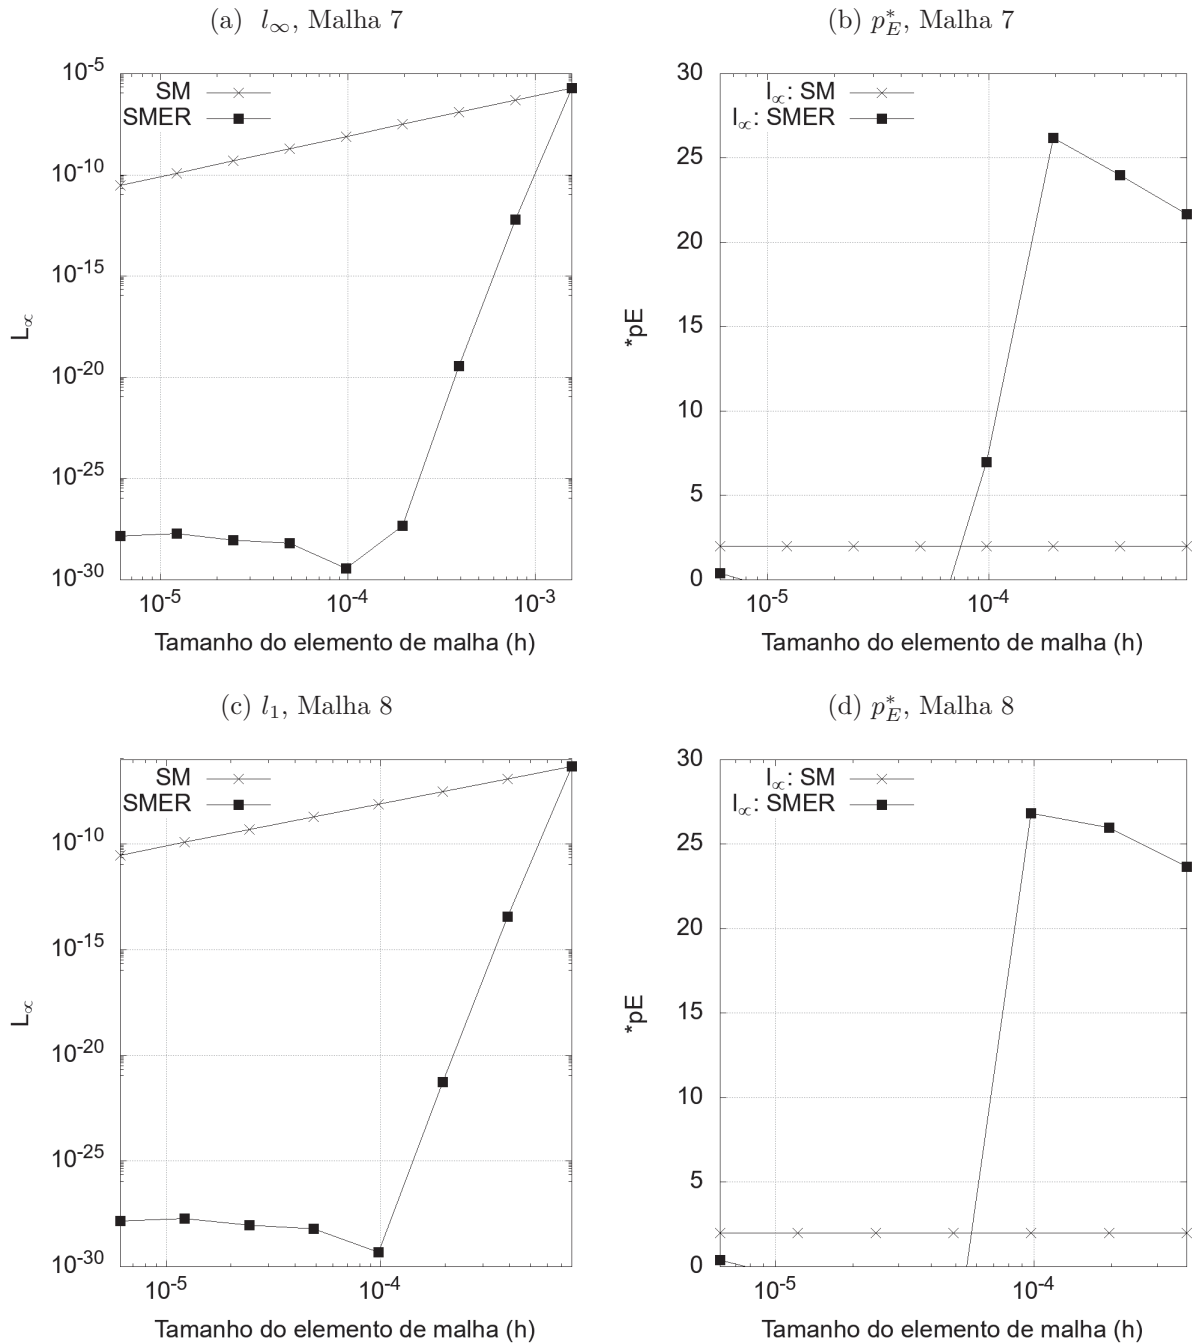 (a) l∞, Malha 7
10-5
10-10
10-15
10-20
10-25
10-30
10-5
10-4
10-3
SM
SMER
L∝
Tamanho do elemento de malha (h)
(b) p*E, Malha 7
30
25
20
15
10
5
0
10-5
10-4
l∝: SM
l∝: SMER
*pE
Tamanho do elemento de malha (h)
(c) l1, Malha 8
10-10
10-15
10-20
10-25
10-30
10-5
10-4
SM
SMER
L∝
Tamanho do elemento de malha (h)
(d) p*E, Malha 8
30
25
20
15
10
5
0
10-5
10-4
l∝: SM
l∝: SMER
*pE
Tamanho do elemento de malha (h)